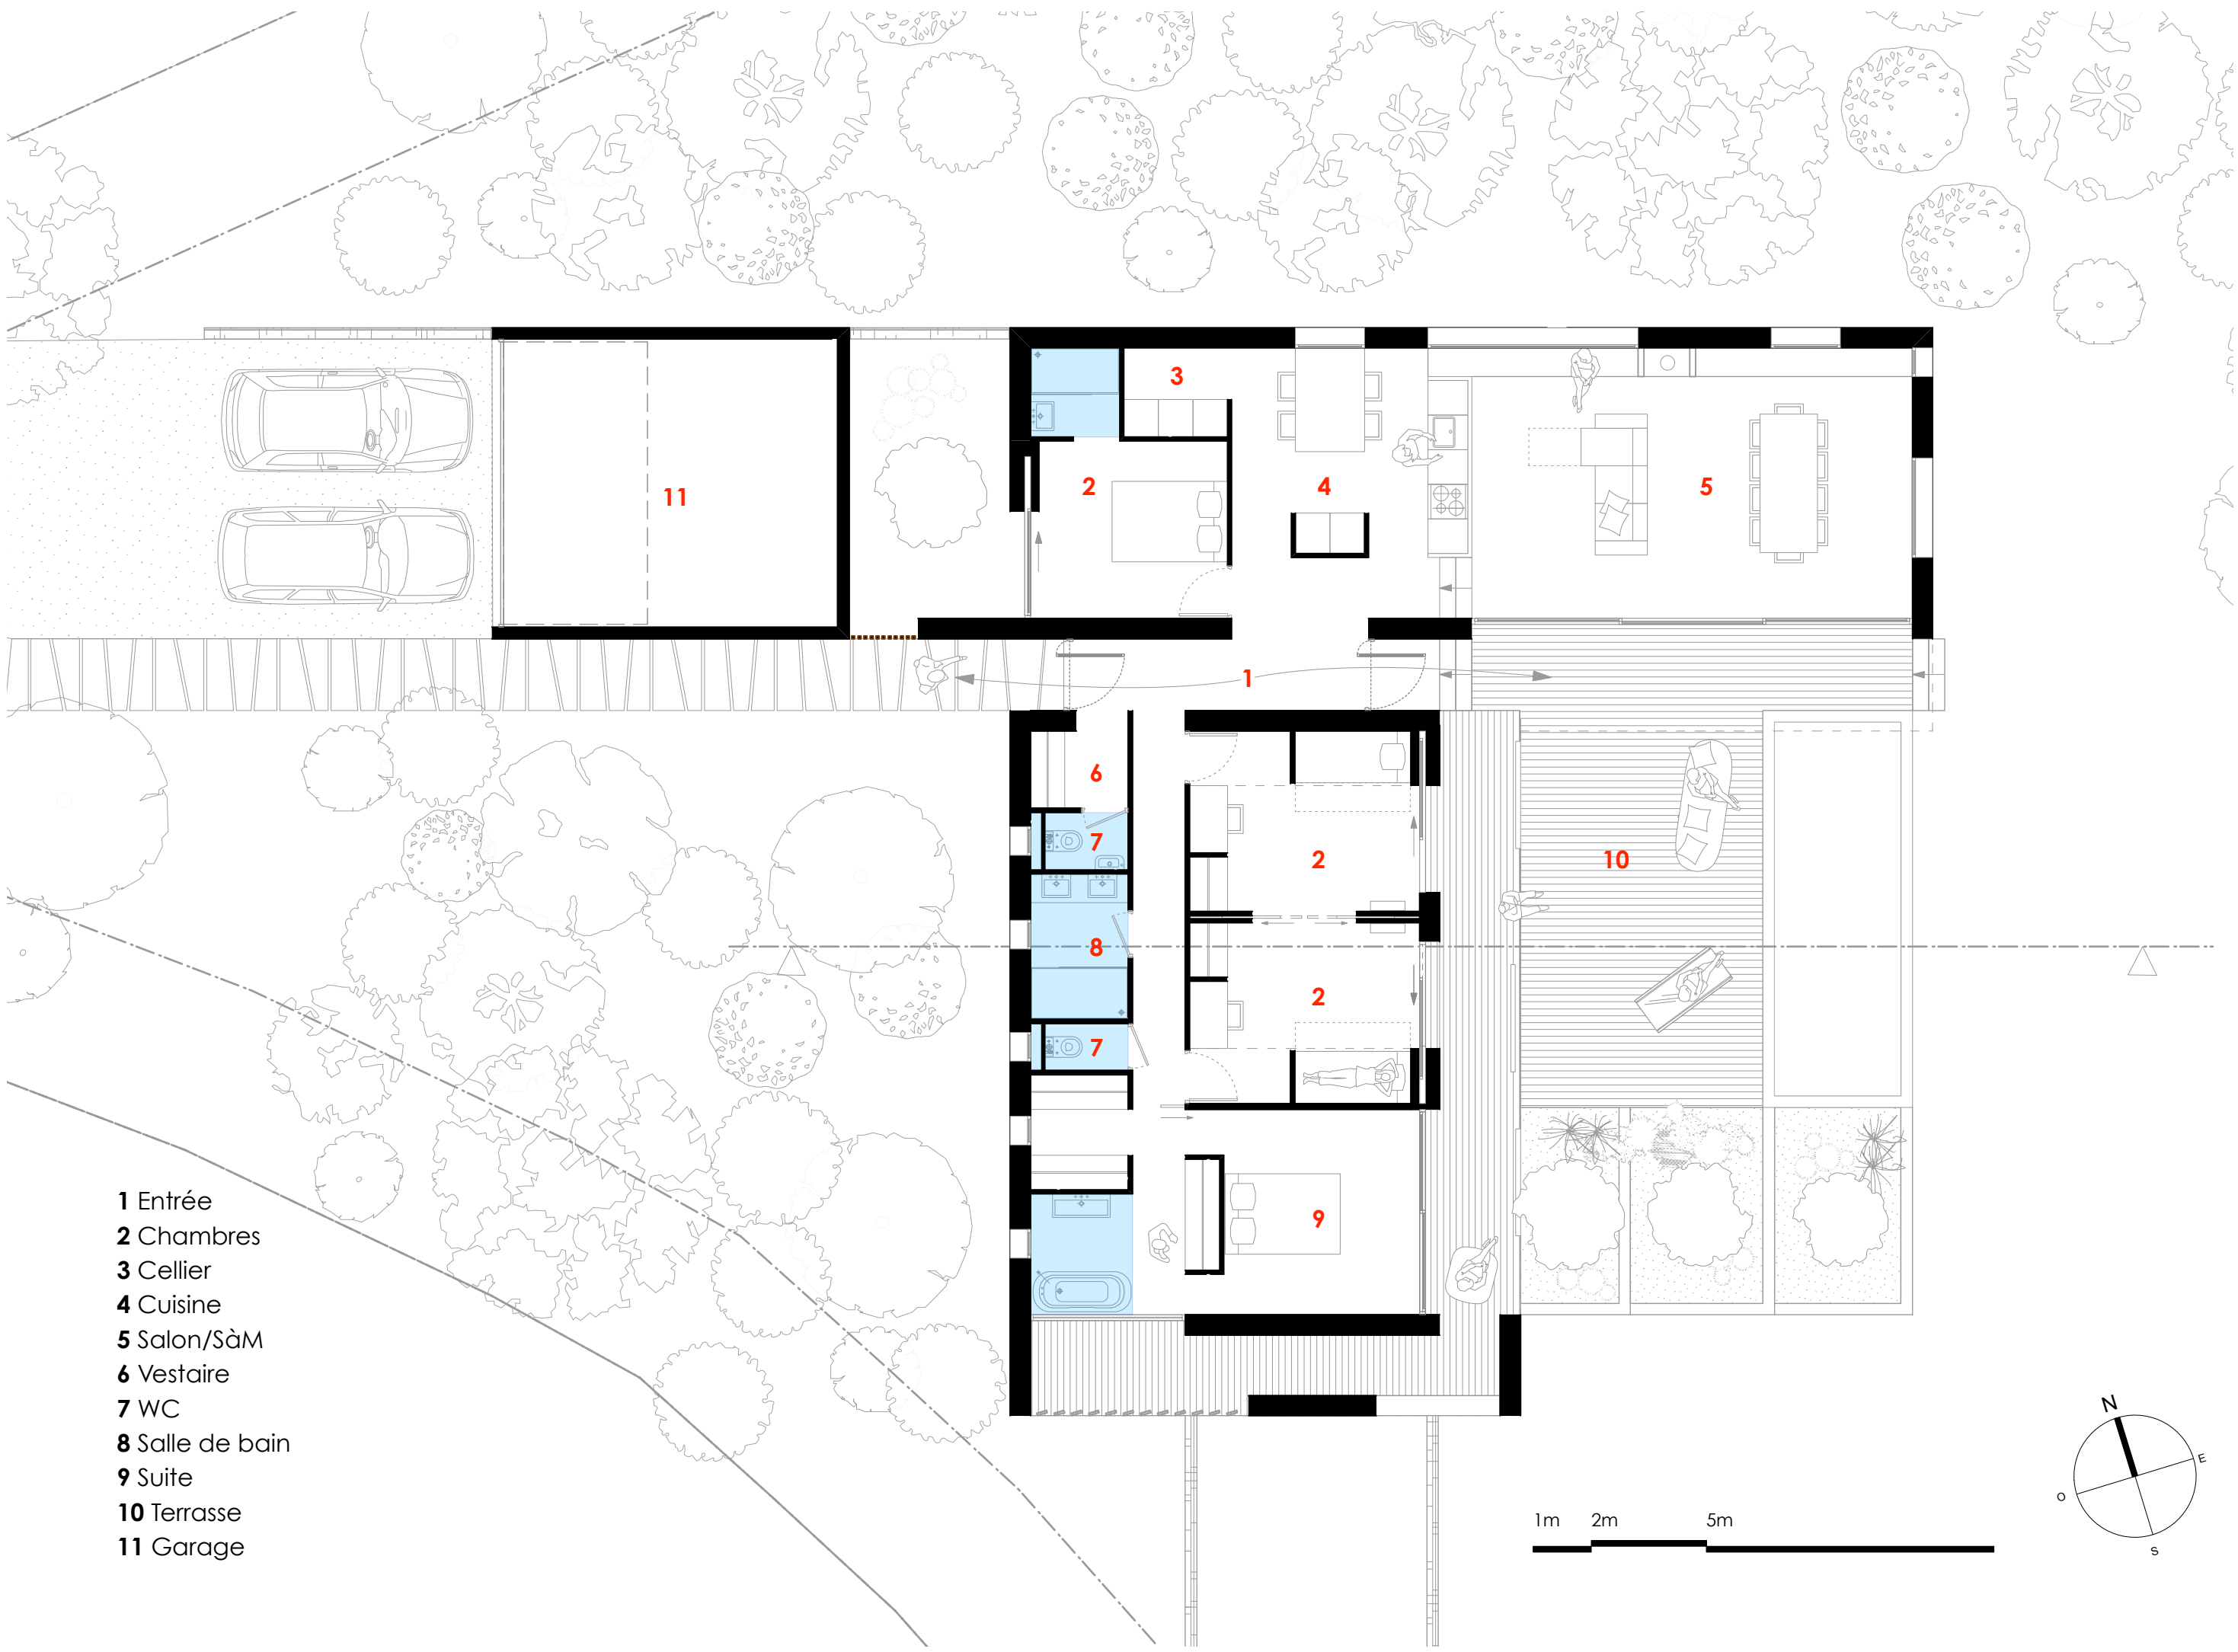 3
2
4
5
11
1
6
7
2
10
8
2
7
9
1 Entrée
2 Chambres
3 Cellier
4 Cuisine
5 Salon/SàM
6 Vestaire
7 WC
8 Salle de bain
9 Suite
10 Terrasse
11 Garage
1m 2m 5m
N
E
O
S